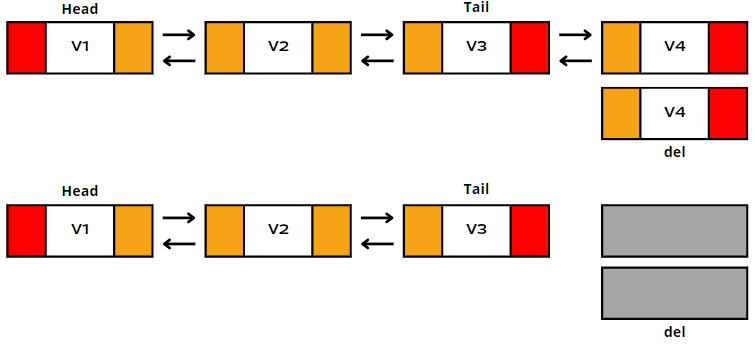 Head Tail
V1 V2 V3 V4
V4
del
Head Tail
V1 V2 V3
del